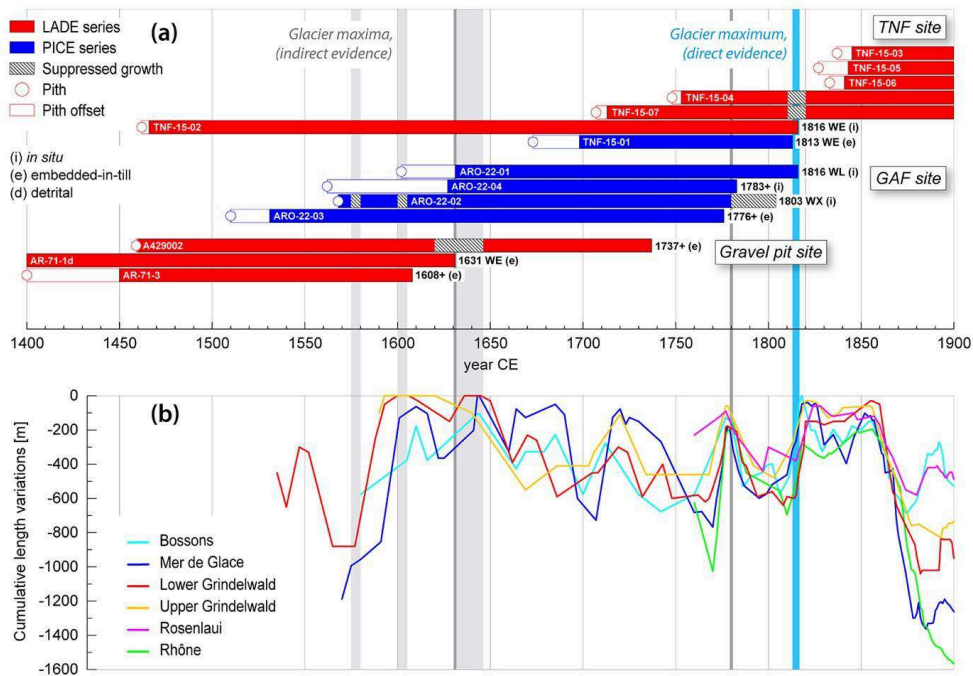 LADE series
PICE series
Suppressed growth
Pith
Pith offset
(i) in situ
(e) embedded-in-till
(d) detrital
(a)
Glacier maxima,
(indirect evidence)
Glacier maximum,
(direct evidence)
TNF site
TNF-15-03
TNF-15-05
TNF-15-06
TNF-15-04
TNF-15-07
TNF-15-02
1816 WE (i)
TNF-15-01
1813 WE (e)
ARO-22-01
1816 WL (i)
GAF site
ARO-22-04
1783+ (i)
ARO-22-02
1803 WX (i)
ARO-22-03
1776+ (e)
A429002
1737+ (e)
Gravel pit site
AR-71-1d
1631 WE (e)
AR-71-3
1608+ (e)
1400 1450 1500 1550 1600 1650 1700 1750 1800 1850 1900
year CE
(b)
Cumulative length variations [m]
0
-200
-400
-600
-800
-1000
-1200
-1400
-1600
Bossons
Mer de Glace
Lower Grindelwald
Upper Grindelwald
Rosenlaui
Rhône